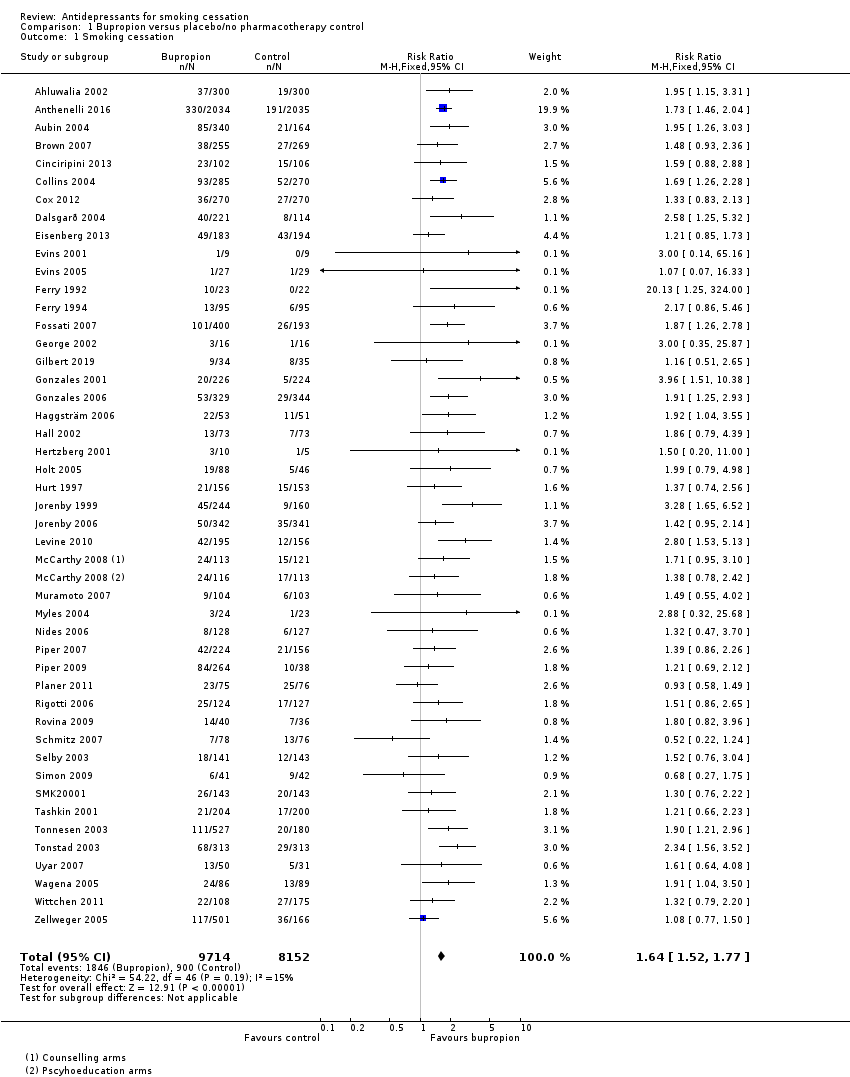 Review: Antidepressants for smoking cessation
Comparison: 1 Bupropion versus placebo/no pharmacotherapy control
Outcome: 1 Smoking cessation
Study or subgroup Bupropion Control Risk Ratio Weight Risk Ratio
n/N n/N M-H,Fixed,95% CI M-H,Fixed,95% CI
Ahluwalia 2002 37/300 19/300 2.0 % 1.95 [ 1.15, 3.31 ]
Anthenelli 2016 330/2034 191/2035 19.9 % 1.73 [ 1.46, 2.04 ]
Aubin 2004 85/340 21/164 3.0 % 1.95 [ 1.26, 3.03 ]
Brown 2007 38/255 27/269 2.7 % 1.48 [ 0.93, 2.36 ]
Cinciripini 2013 23/102 15/106 1.5 % 1.59 [ 0.88, 2.88 ]
Collins 2004 93/285 52/270 5.6 % 1.69 [ 1.26, 2.28 ]
Cox 2012 36/270 27/270 2.8 % 1.33 [ 0.83, 2.13 ]
Dalsgarð 2004 40/221 8/114 1.1 % 2.58 [ 1.25, 5.32 ]
Eisenberg 2013 49/183 43/194 4.4 % 1.21 [ 0.85, 1.73 ]
Evins 2001 1/9 0/9 0.1 % 3.00 [ 0.14, 65.16 ]
Evins 2005 1/27 1/29 0.1 % 1.07 [ 0.07, 16.33 ]
Ferry 1992 10/23 0/22 0.1 % 20.13 [ 1.25, 324.00 ]
Ferry 1994 13/95 6/95 0.6 % 2.17 [ 0.86, 5.46 ]
Fossati 2007 101/400 26/193 3.7 % 1.87 [ 1.26, 2.78 ]
George 2002 3/16 1/16 0.1 % 3.00 [ 0.35, 25.87 ]
Gilbert 2019 9/34 8/35 0.8 % 1.16 [ 0.51, 2.65 ]
Gonzales 2001 20/226 5/224 0.5 % 3.96 [ 1.51, 10.38 ]
Gonzales 2006 53/329 29/344 3.0 % 1.91 [ 1.25, 2.93 ]
Haggsträm 2006 22/53 11/51 1.2 % 1.92 [ 1.04, 3.55 ]
Hall 2002 13/73 7/73 0.7 % 1.86 [ 0.79, 4.39 ]
Hertzberg 2001 3/10 1/5 0.1 % 1.50 [ 0.20, 11.00 ]
Holt 2005 19/88 5/46 0.7 % 1.99 [ 0.79, 4.98 ]
Hurt 1997 21/156 15/153 1.6 % 1.37 [ 0.74, 2.56 ]
Jorenby 1999 45/244 9/160 1.1 % 3.28 [ 1.65, 6.52 ]
Jorenby 2006 50/342 35/341 3.7 % 1.42 [ 0.95, 2.14 ]
Levine 2010 42/195 12/156 1.4 % 2.80 [ 1.53, 5.13 ]
McCarthy 2008 (1) 24/113 15/121 1.5 % 1.71 [ 0.95, 3.10 ]
McCarthy 2008 (2) 24/116 17/113 1.8 % 1.38 [ 0.78, 2.42 ]
Muramoto 2007 9/104 6/103 0.6 % 1.49 [ 0.55, 4.02 ]
Myles 2004 3/24 1/23 0.1 % 2.88 [ 0.32, 25.68 ]
Nides 2006 8/128 6/127 0.6 % 1.32 [ 0.47, 3.70 ]
Piper 2007 42/224 21/156 2.6 % 1.39 [ 0.86, 2.26 ]
Piper 2009 84/264 10/38 1.8 % 1.21 [ 0.69, 2.12 ]
Planer 2011 23/75 25/76 2.6 % 0.93 [ 0.58, 1.49 ]
Rigotti 2006 25/124 17/127 1.8 % 1.51 [ 0.86, 2.65 ]
Rovina 2009 14/40 7/36 0.8 % 1.80 [ 0.82, 3.96 ]
Schmitz 2007 7/78 13/76 1.4 % 0.52 [ 0.22, 1.24 ]
Selby 2003 18/141 12/143 1.2 % 1.52 [ 0.76, 3.04 ]
Simon 2009 6/41 9/42 0.9 % 0.68 [ 0.27, 1.75 ]
SMK20001 26/143 20/143 2.1 % 1.30 [ 0.76, 2.22 ]
Tashkin 2001 21/204 17/200 1.8 % 1.21 [ 0.66, 2.23 ]
Tonnesen 2003 111/527 20/180 3.1 % 1.90 [ 1.21, 2.96 ]
Tonstad 2003 68/313 29/313 3.0 % 2.34 [ 1.56, 3.52 ]
Uyar 2007 13/50 5/31 0.6 % 1.61 [ 0.64, 4.08 ]
Wagena 2005 24/86 13/89 1.3 % 1.91 [ 1.04, 3.50 ]
Wittchen 2011 22/108 27/175 2.1 % 1.32 [ 0.79, 2.20 ]
Zellweger 2005 117/501 36/166 5.6 % 1.08 [ 0.77, 1.50 ]
Total (95% CI) 9714 8152 100.0 % 1.64 [ 1.52, 1.77 ]
Total events: 1846 (Bupropion), 900 (Control)
Heterogeneity: Chi² = 54.22, df = 46 (P = 0.19); I² =15%
Test for overall effect: Z = 12.91 (P < 0.00001)
Test for subgroup differences: Not applicable
0.1 0.2 0.5 1 2 5 10
Favours control Favours bupropion
(1) Counselling arms
(2) Pscyhoeducation arms